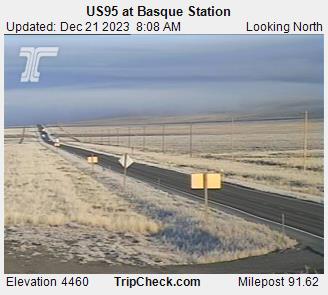 US95 at Basque Station
Updated: Dec 21 2023 8:08 AM Looking North
Elevation 4460 TripCheck.com Milepost 91.62